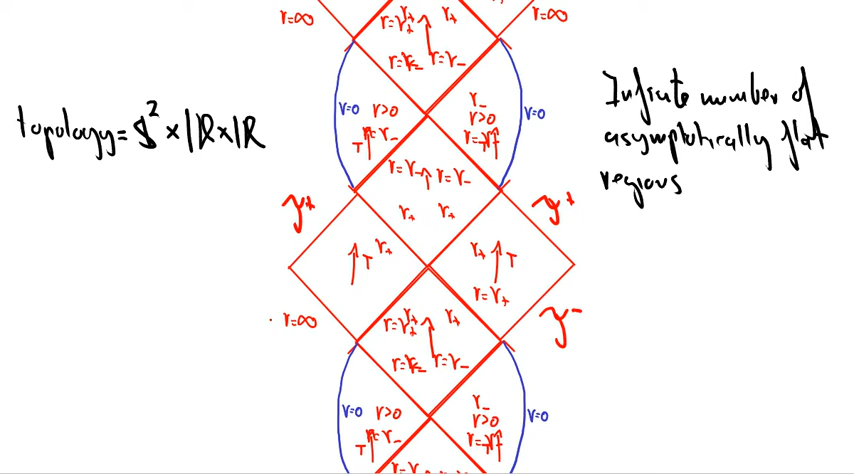 r=∞
r=r₊ r₊
r=∞
r=r₋ r=r₋
Infinite number of
asymptotically flat
regions
topology = S² × ℝ × ℝ
r=0 r>0
r₋
r>0
r=0
T r=r₋
r=r₋ r=r₋
r₊ r₊
𝓘⁺
𝓘⁺
T r₊
r₊ T
r=r₊
r=∞
r=r₊ r₊
𝓘⁻
r=r₋ r=r₋
r=0 r>0
r₋
r>0
r=0
T r=r₋